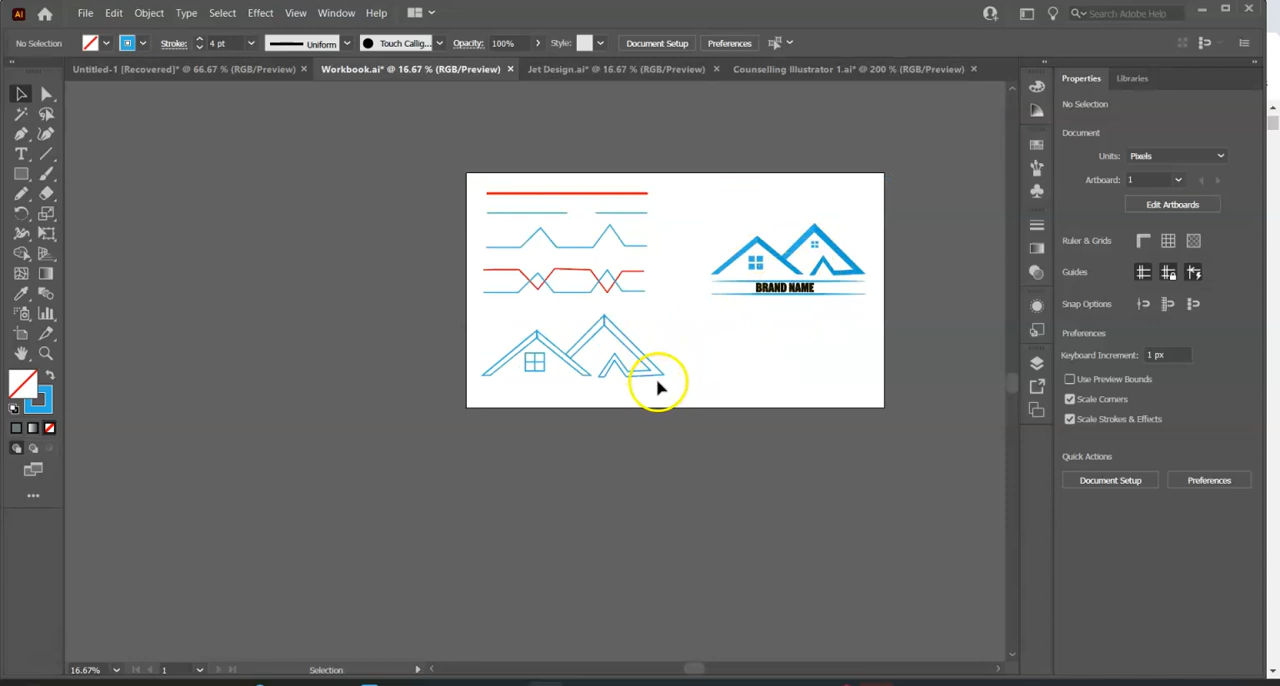 Ai File Edit Object Type Select Effect View Window Help Search Adobe Help
No Selection Stroke: 4 pt Uniform Touch Callig... Opacity: 100% Style: Document Setup Preferences
Untitled-1 [Recovered]* @ 66.67 % (RGB/Preview) × Workbook.ai* @ 16.67 % (RGB/Preview) × Jet Design.ai* @ 16.67 % (RGB/Preview) × Counselling Illustrator 1.ai* @ 200 % (RGB/Preview) ×
Properties Libraries
No Selection
Document
Units: Pixels
Artboard: 1
Edit Artboards
Ruler & Grids
Guides
Snap Options
Preferences
Keyboard Increment: 1 px
Use Preview Bounds
Scale Corners
Scale Strokes & Effects
Quick Actions
Document Setup Preferences
BRAND NAME
16.67% 1 Selection